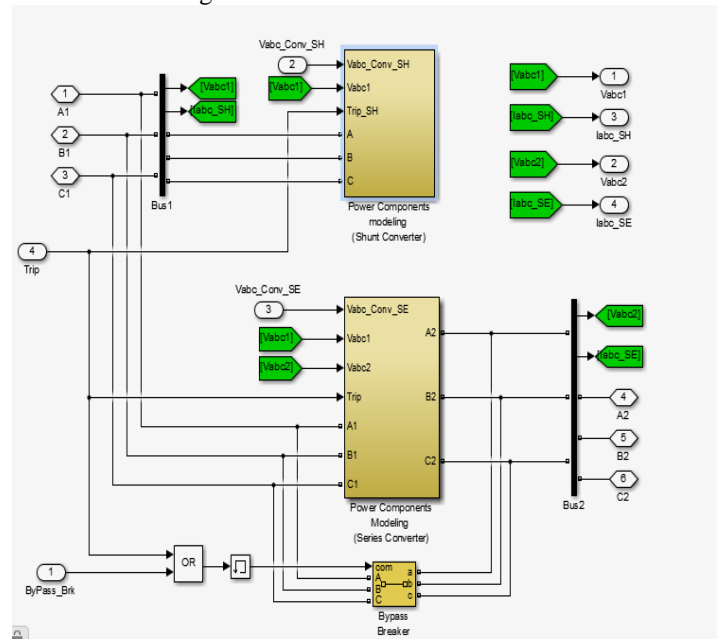 Vabc_Conv_SH
2
Vabc_Conv_SH
[Vabc1]
Vabc1
[Vabc1]
1
Vabc1
1
A1
[Vabc1]
[Iabc_SH]
Trip_SH
[Iabc_SH]
3
Iabc_SH
2
B1
A
B
[Vabc2]
2
Vabc2
3
C1
C
Bus1
Power Components
modeling
(Shunt Converter)
[Iabc_SE]
4
Iabc_SE
4
Trip
Vabc_Conv_SE
3
Vabc_Conv_SE
[Vabc1]
Vabc1
A2
[Vabc2]
[Vabc2]
Vabc2
[Iabc_SE]
Trip
B2
4
A2
A1
5
B2
B1
C2
6
C2
C1
Bus2
Power Components
Modeling
(Series Converter)
OR
1
ByPass_Brk
com
A
B
C
a
b
c
Bypass
Breaker